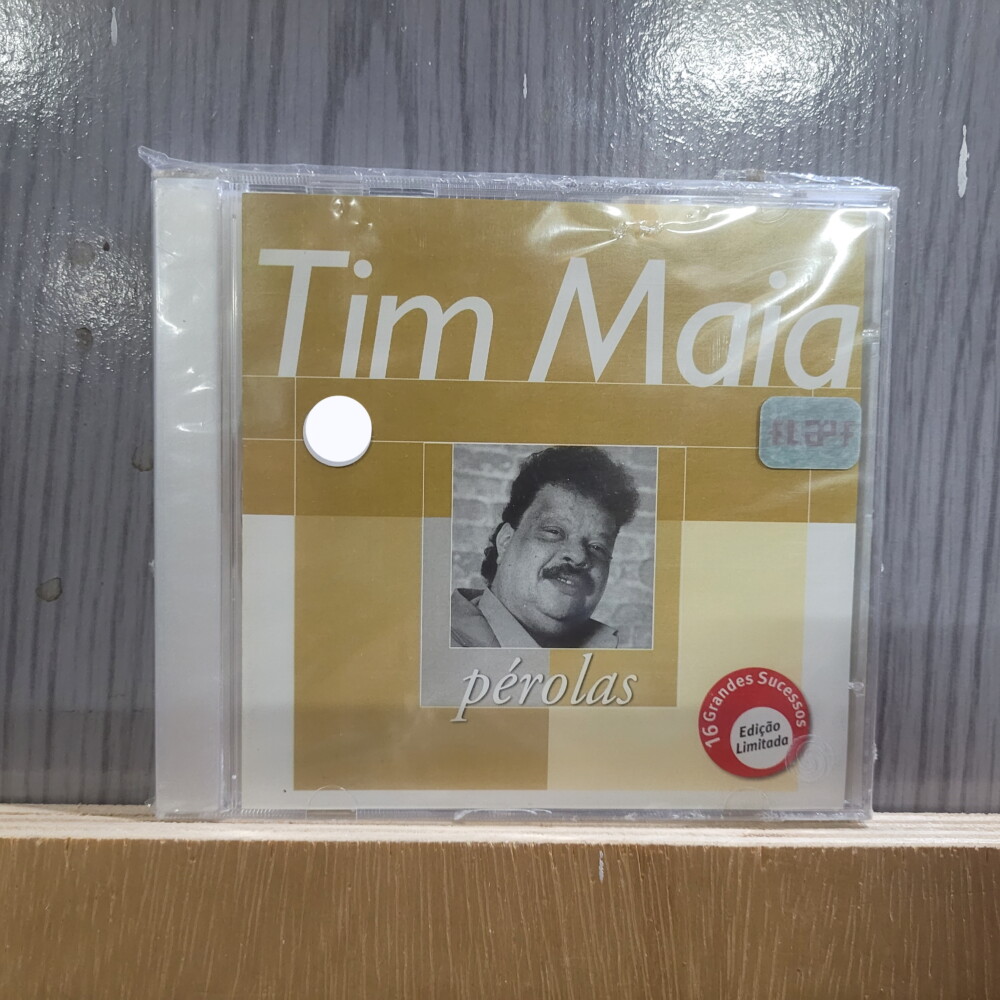 Tim Maia
pérolas
16 Grandes Sucessos
Edição
Limitada